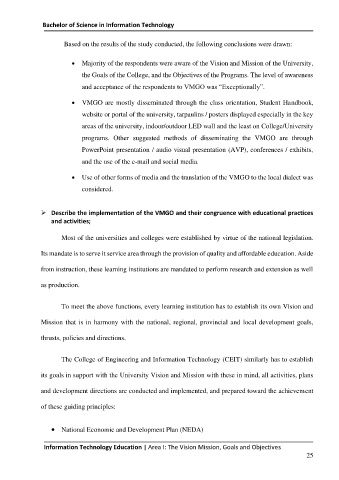 Bachelor of Science in Information Technology
Based on the results of the study conducted, the following conclusions were drawn:
• Majority of the respondents were aware of the Vision and Mission of the University,
the Goals of the College, and the Objectives of the Programs. The level of awareness
and acceptance of the respondents to VMGO was “Exceptionally”.
• VMGO are mostly disseminated through the class orientation, Student Handbook,
website or portal of the university, tarpaulins / posters displayed especially in the key
areas of the university, indoor/outdoor LED wall and the least on College/University
programs. Other suggested methods of disseminating the VMGO are through
PowerPoint presentation / audio visual presentation (AVP), conferences / exhibits,
and the use of the e-mail and social media.
• Use of other forms of media and the translation of the VMGO to the local dialect was
considered.
➢ Describe the implementation of the VMGO and their congruence with educational practices
and activities;
Most of the universities and colleges were established by virtue of the national legislation.
Its mandate is to serve it service area through the provision of quality and affordable education. Aside
from instruction, these learning institutions are mandated to perform research and extension as well
as production.
To meet the above functions, every learning institution has to establish its own Vision and
Mission that is in harmony with the national, regional, provincial and local development goals,
thrusts, policies and directions.
The College of Engineering and Information Technology (CEIT) similarly has to establish
its goals in support with the University Vision and Mission with these in mind, all activities, plans
and development directions are conducted and implemented, and prepared toward the achievement
of these guiding principles:
• National Economic and Development Plan (NEDA)
Information Technology Education | Area I: The Vision Mission, Goals and Objectives
25